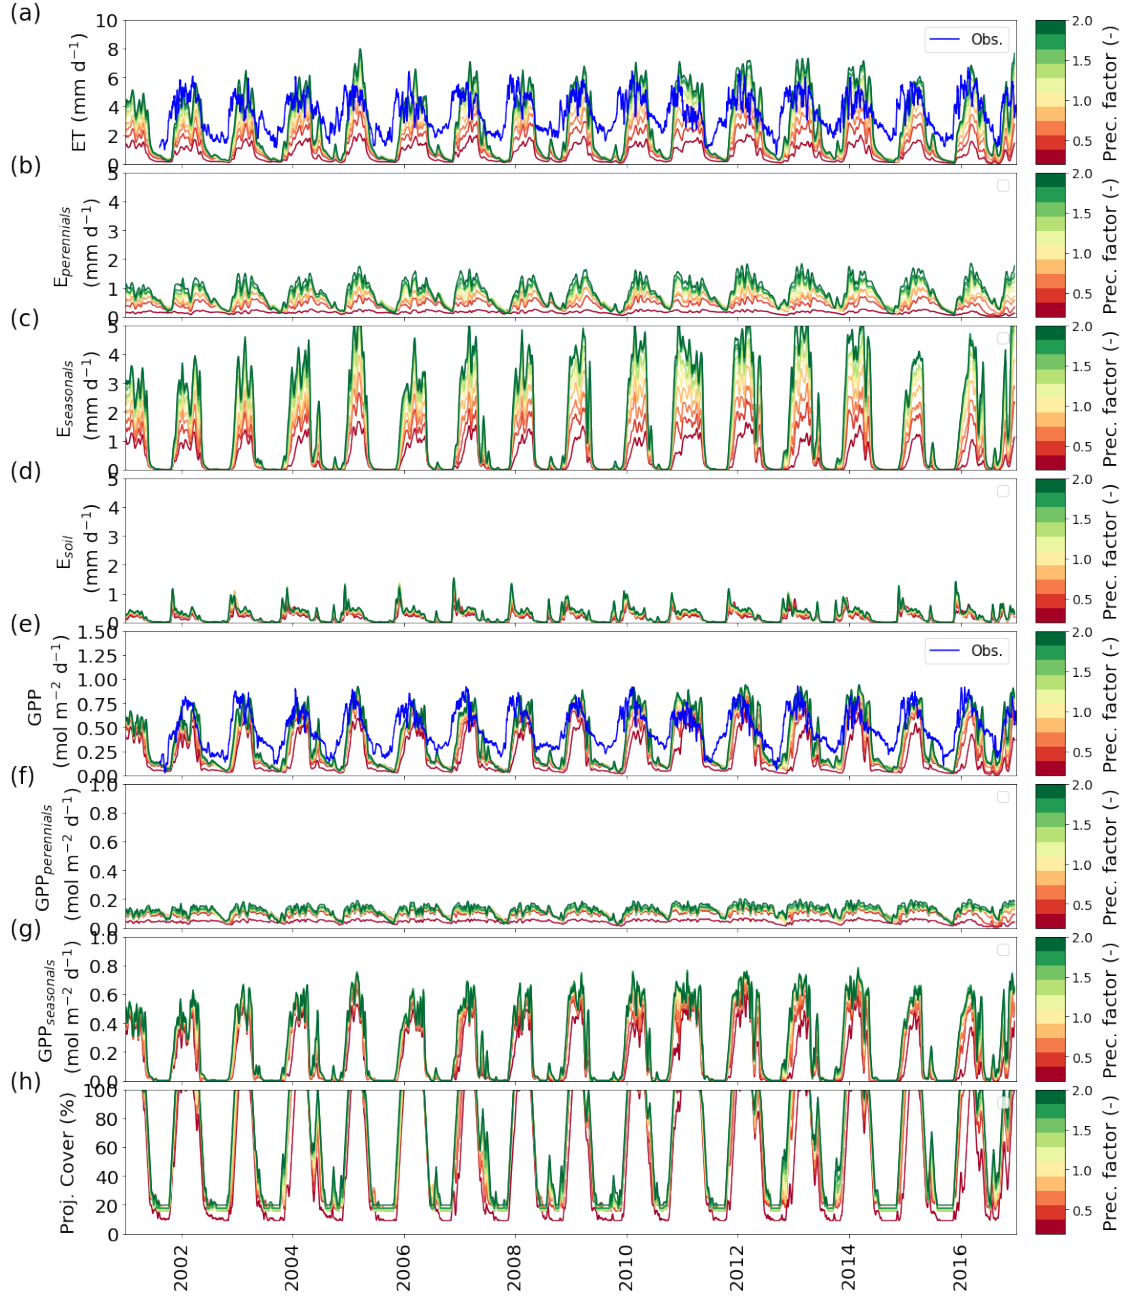 (a)
10
8
6
4
2
0
ET (mm d⁻¹)
Obs.
2.0
1.5
1.0
0.5
Prec. factor (-)
(b)
5
4
3
2
1
0
E_perennials
(mm d⁻¹)
2.0
1.5
1.0
0.5
Prec. factor (-)
(c)
5
4
3
2
1
0
E_seasonals
(mm d⁻¹)
2.0
1.5
1.0
0.5
Prec. factor (-)
(d)
5
4
3
2
1
0
E_soil
(mm d⁻¹)
2.0
1.5
1.0
0.5
Prec. factor (-)
(e)
1.50
1.25
1.00
0.75
0.50
0.25
0.00
GPP
(mol m⁻² d⁻¹)
Obs.
2.0
1.5
1.0
0.5
Prec. factor (-)
(f)
1.0
0.8
0.6
0.4
0.2
0.0
GPP_perennials
(mol m⁻² d⁻¹)
2.0
1.5
1.0
0.5
Prec. factor (-)
(g)
1.0
0.8
0.6
0.4
0.2
0.0
GPP_seasonals
(mol m⁻² d⁻¹)
2.0
1.5
1.0
0.5
Prec. factor (-)
(h)
100
80
60
40
20
0
Proj. Cover (%)
2.0
1.5
1.0
0.5
Prec. factor (-)
2002
2004
2006
2008
2010
2012
2014
2016